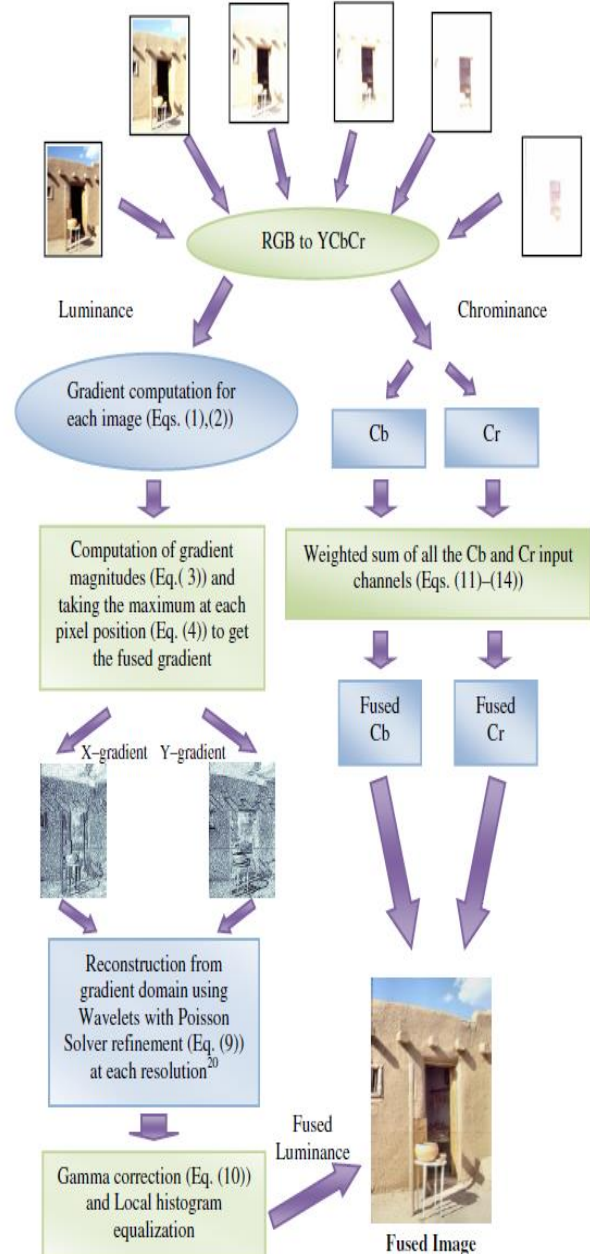 RGB to YCbCr
Luminance
Chrominance
Gradient computation for
each image (Eqs. (1),(2))
Cb
Cr
Computation of gradient
magnitudes (Eq.( 3)) and
taking the maximum at each
pixel position (Eq. (4)) to get
the fused gradient
Weighted sum of all the Cb and Cr input
channels (Eqs. (11)–(14))
Fused
Cb
Fused
Cr
X–gradient
Y–gradient
Reconstruction from
gradient domain using
Wavelets with Poisson
Solver refinement (Eq. (9))
at each resolution20
Fused
Luminance
Gamma correction (Eq. (10))
and Local histogram
equalization
Fused Image